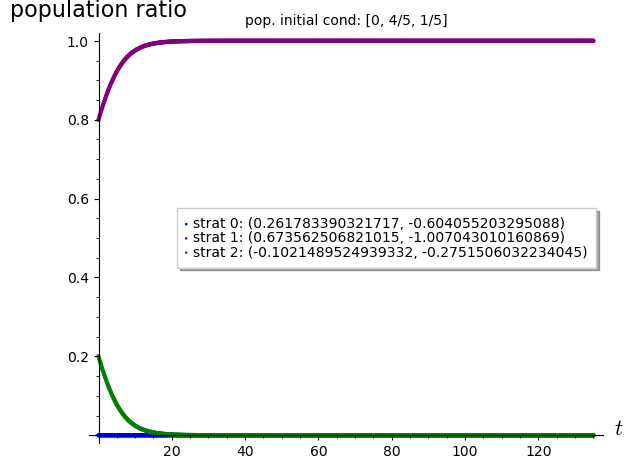 population ratio
pop. initial cond: [0, 4/5, 1/5]
1.0
0.8
0.6
strat 0: (0.261783390321717, -0.604055203295088)
strat 1: (0.673562506821015, -1.007043010160869)
strat 2: (-0.1021489524939332, -0.2751506032234045)
0.4
0.2
t
20 40 60 80 100 120